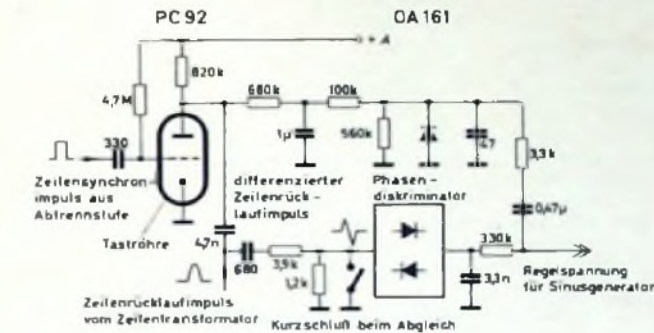 PC 92
OA 161
+ A
820k
4,7M
680k
100k
330
1µ
560k
47
3,3k
Zeilensynchron
impuls aus
Abtrennstufe
differenzierter
Zeilenrück-
laufimpuls
Phasen-
diskriminator
Taströhre
4,7n
0,47µ
680
3,9k
1,2k
330k
3,3n
Regelspannung
für Sinusgenerator
Zeilenrücklaufimpuls
vom Zeilentransformator
Kurzschluß beim Abgleich